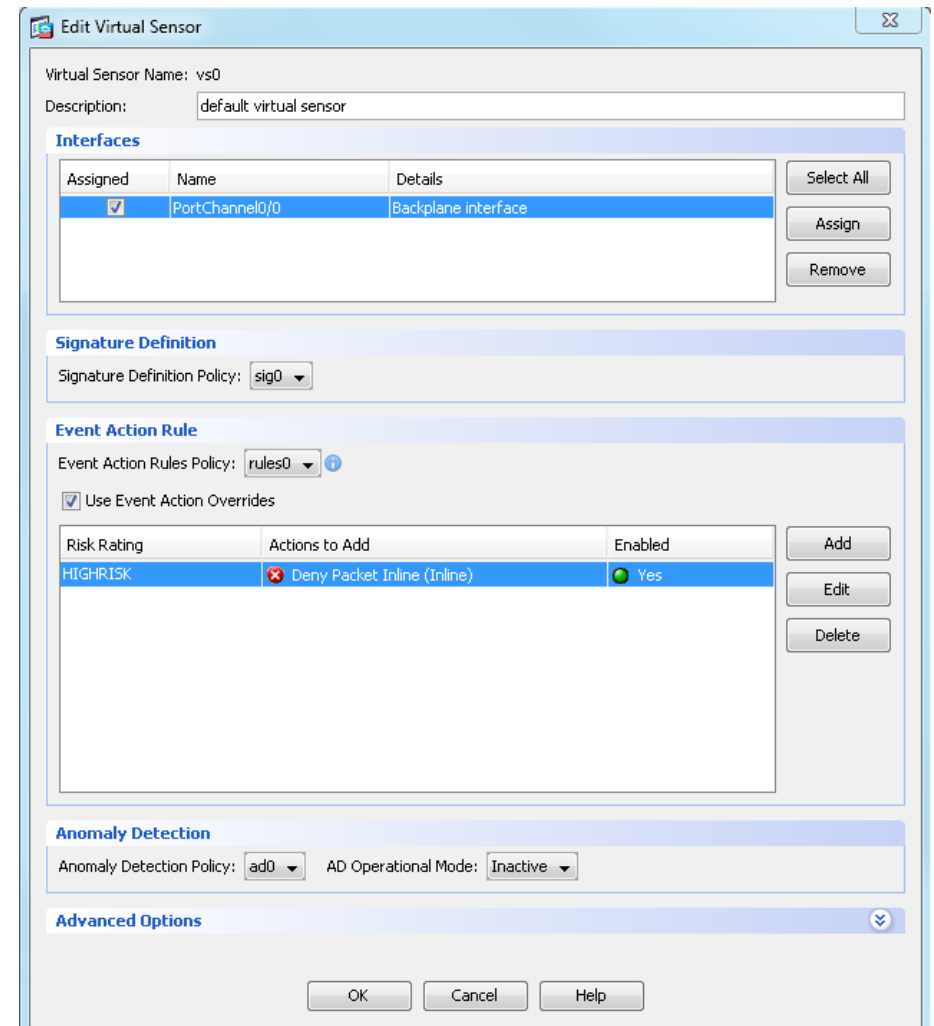 Edit Virtual Sensor
Virtual Sensor Name: vs0
Description: default virtual sensor
Interfaces
Assigned Name Details
PortChannel0/0 Backplane interface
Select All
Assign
Remove
Signature Definition
Signature Definition Policy: sig0
Event Action Rule
Event Action Rules Policy: rules0
Use Event Action Overrides
Risk Rating Actions to Add Enabled
HIGHRISK Deny Packet Inline (Inline) Yes
Add
Edit
Delete
Anomaly Detection
Anomaly Detection Policy: ad0 AD Operational Mode: Inactive
Advanced Options
OK Cancel Help